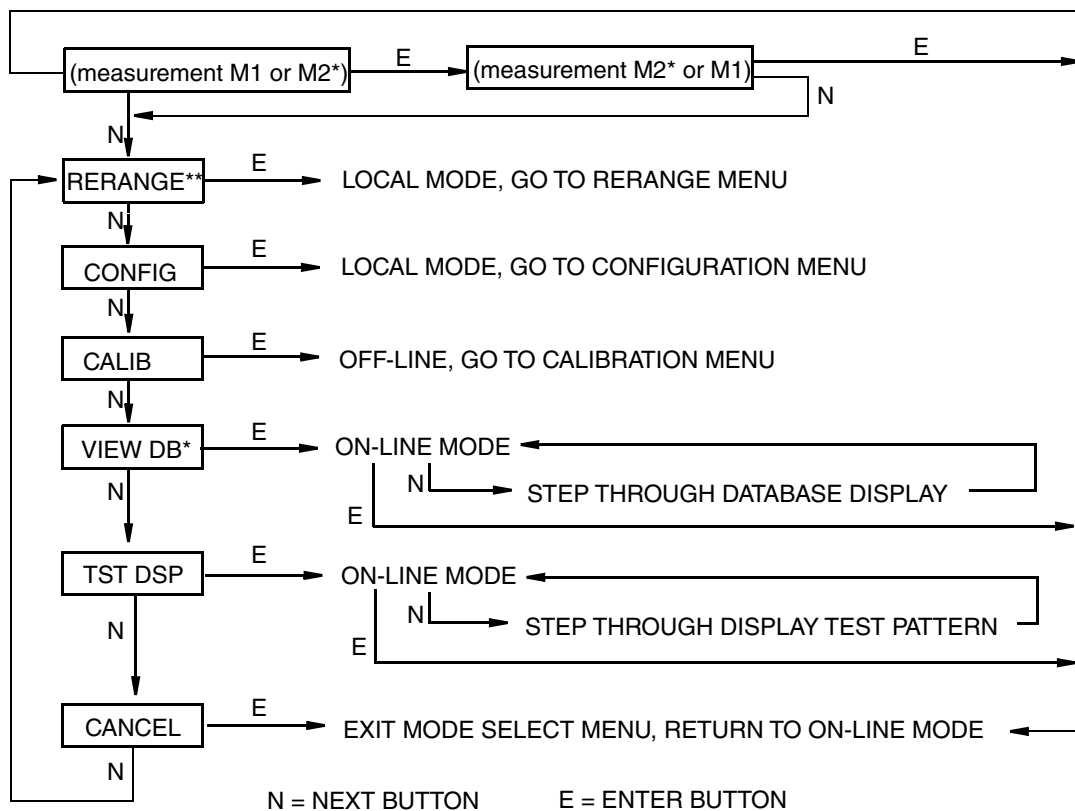 E
(measurement M1 or M2*)
E
(measurement M2* or M1)
N
N
RERANGE**
E
LOCAL MODE, GO TO RERANGE MENU
N
CONFIG
E
LOCAL MODE, GO TO CONFIGURATION MENU
N
CALIB
E
OFF-LINE, GO TO CALIBRATION MENU
N
VIEW DB*
E
ON-LINE MODE
N
N
STEP THROUGH DATABASE DISPLAY
E
TST DSP
E
ON-LINE MODE
N
N
STEP THROUGH DISPLAY TEST PATTERN
E
CANCEL
E
EXIT MODE SELECT MENU, RETURN TO ON-LINE MODE
N
N = NEXT BUTTON E = ENTER BUTTON